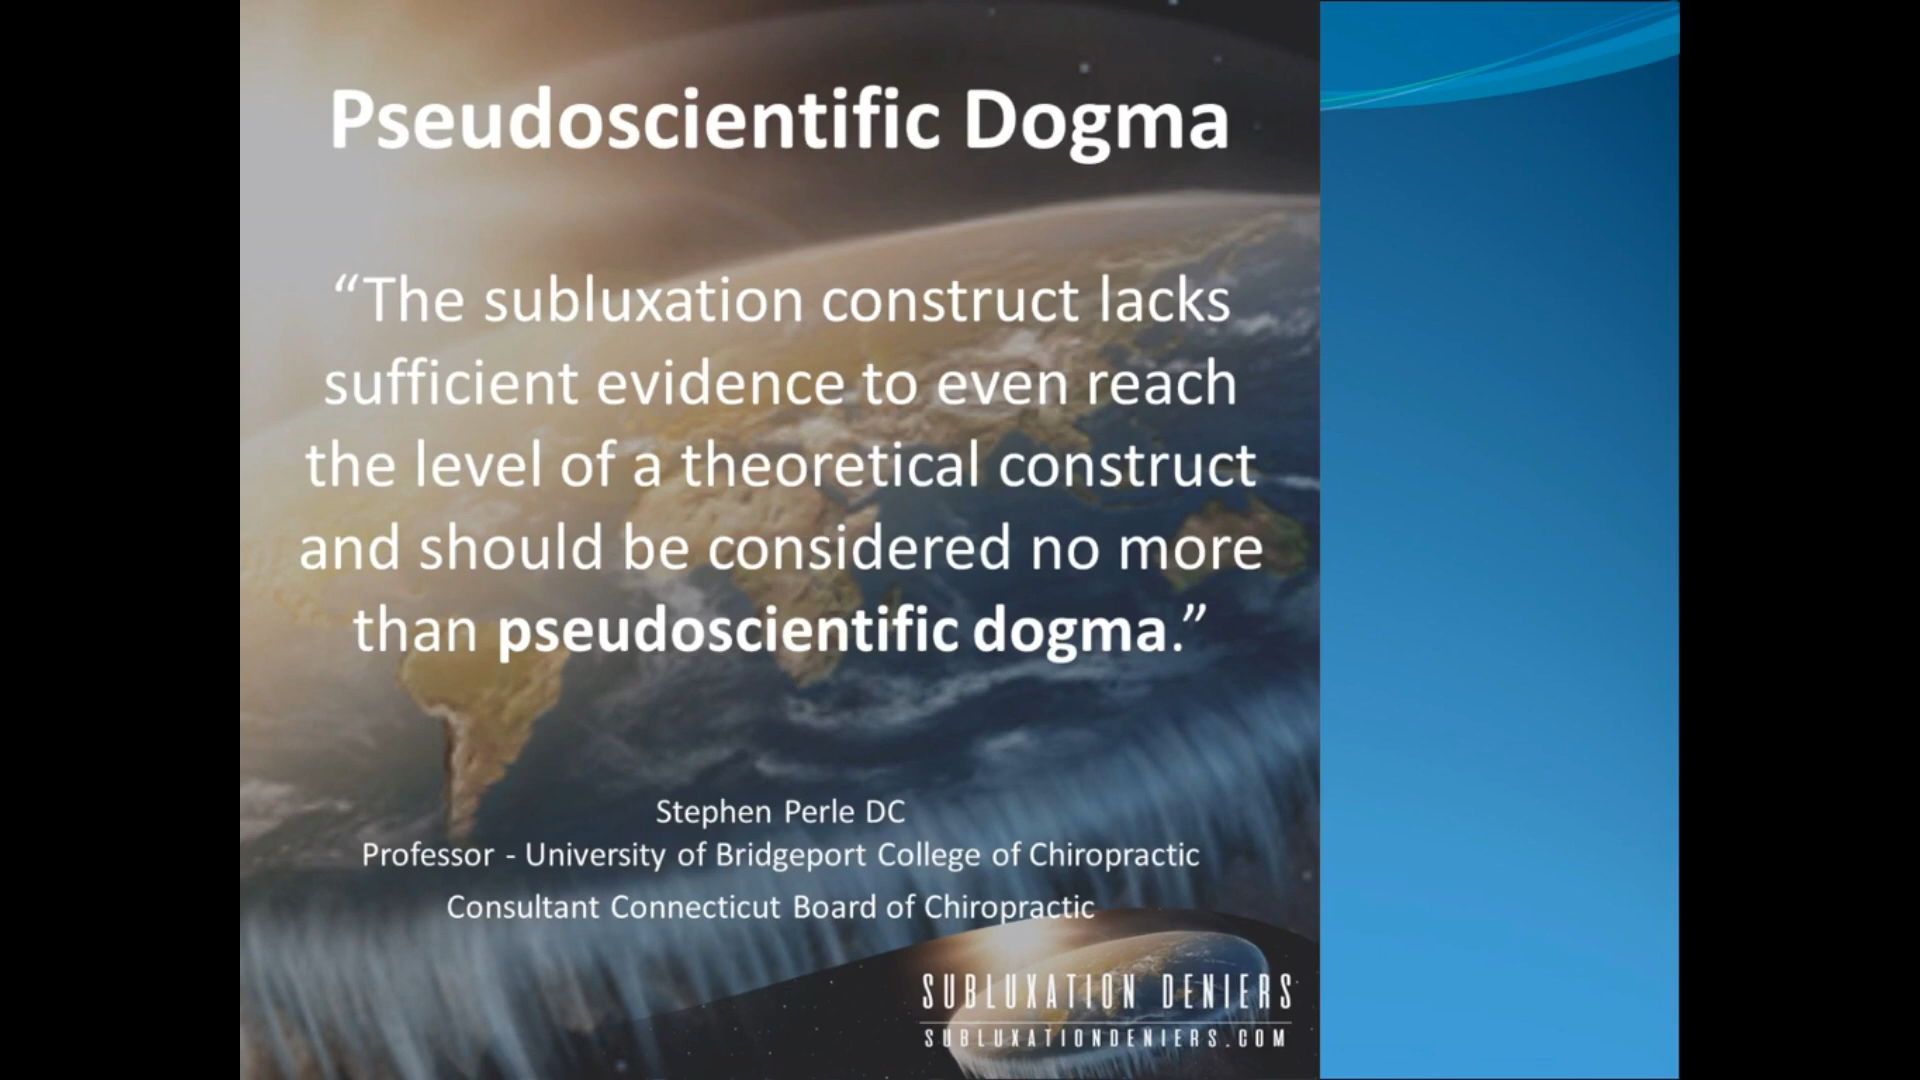 Pseudoscientific Dogma
“The subluxation construct lacks
sufficient evidence to even reach
the level of a theoretical construct
and should be considered no more
than pseudoscientific dogma.”
Stephen Perle DC
Professor - University of Bridgeport College of Chiropractic
Consultant Connecticut Board of Chiropractic
SUBLUXATION DENIERS
SUBLUXATIONDENIERS.COM